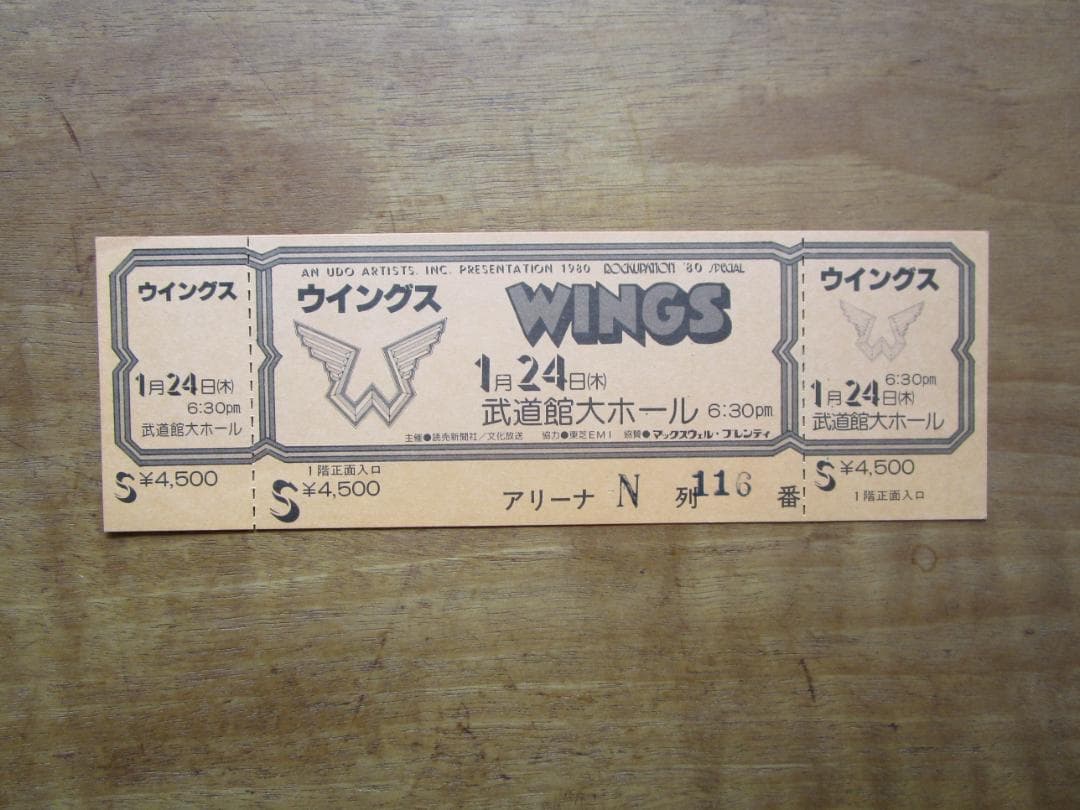 ウイングス
1月24日(木)
6:30pm
武道館大ホール
S ¥4,500
AN UDO ARTISTS. INC. PRESENTATION 1980 ROCKUPATION '80 SPECIAL
ウイングス
WINGS
1月24日(木)
武道館大ホール 6:30pm
主催●読売新聞社/文化放送 協力●東芝EMI 協賛●マックスウェル・ブレンディ
1階正面入口
S ¥4,500
アリーナ N 列 116 番
ウイングス
6:30pm
1月24日(木)
武道館大ホール
S ¥4,500
1階正面入口